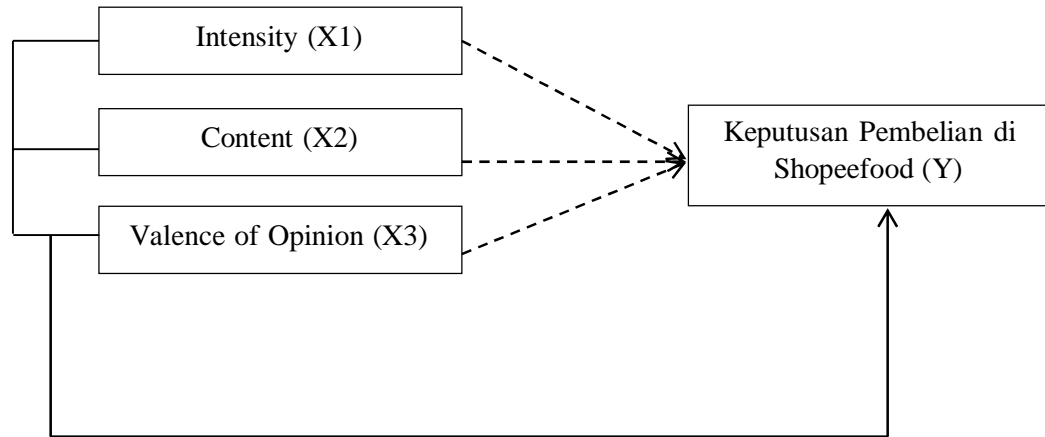 Intensity (X1)
Content (X2)
Valence of Opinion (X3)
Keputusan Pembelian di
Shopeefood (Y)